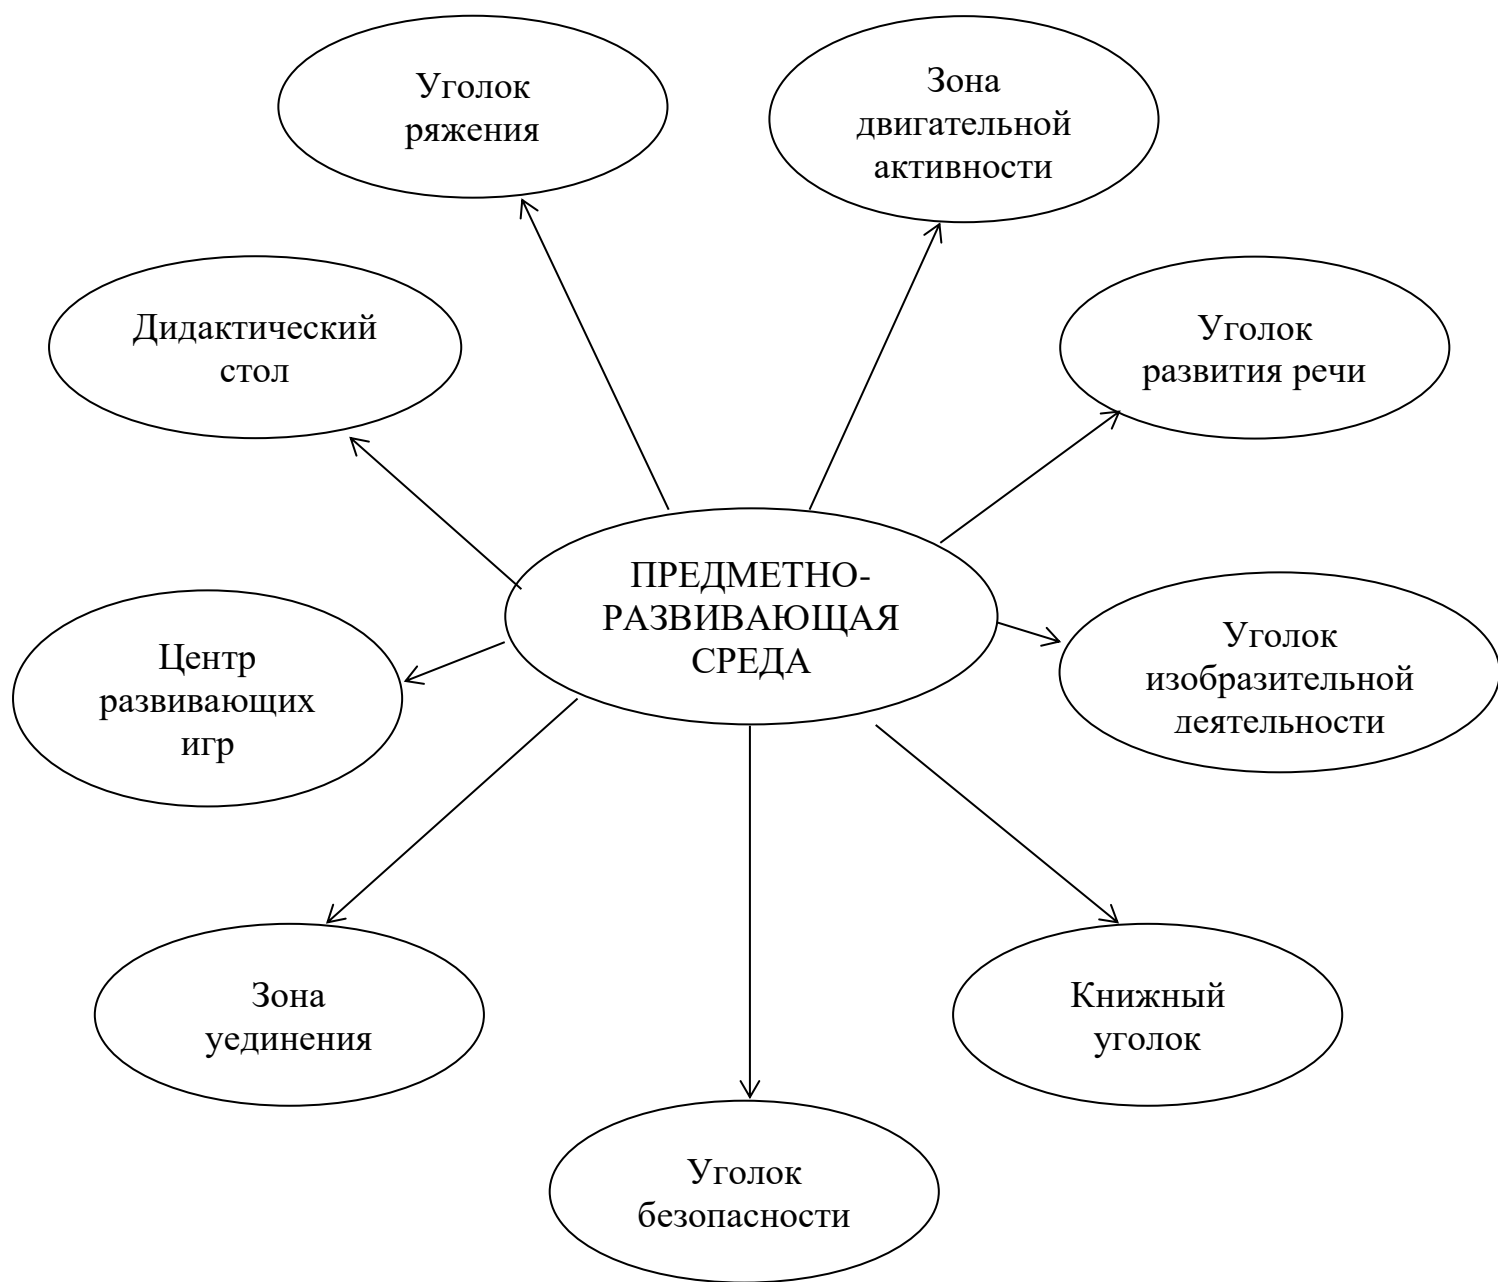 Уголок
ряжения
Зона
двигательной
активности
Дидактический
стол
Уголок
развития речи
ПРЕДМЕТНО-
РАЗВИВАЮЩАЯ
СРЕДА
Центр
развивающих
игр
Уголок
изобразительной
деятельности
Зона
уединения
Книжный
уголок
Уголок
безопасности